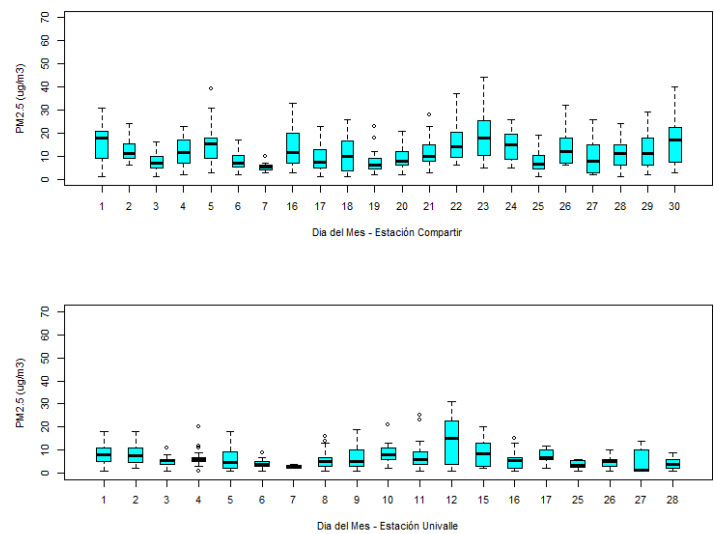 PM2.5 (ug/m3)
70
60
50
40
30
20
10
0
1 2 3 4 5 6 7 16 17 18 19 20 21 22 23 24 25 26 27 28 29 30
Dia del Mes - Estación Compartir
PM2.5 (ug/m3)
70
60
50
40
30
20
10
0
1 2 3 4 5 6 7 8 9 10 11 12 15 16 17 25 26 27 28
Dia del Mes - Estación Univalle